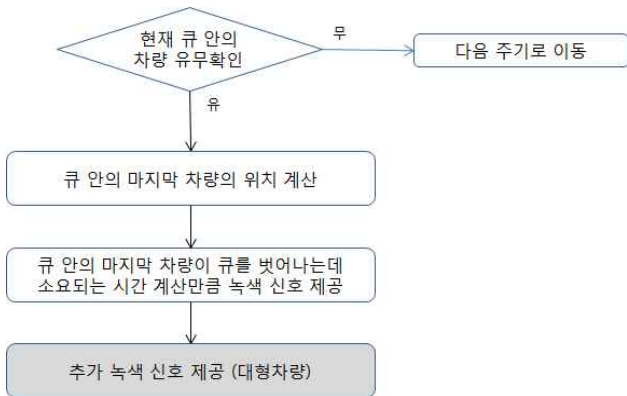 현재 큐 안의
차량 유무확인
무
다음 주기로 이동
유
큐 안의 마지막 차량의 위치 계산
큐 안의 마지막 차량이 큐를 벗어나는데
소요되는 시간 계산만큼 녹색 신호 제공
추가 녹색 신호 제공 (대형차량)